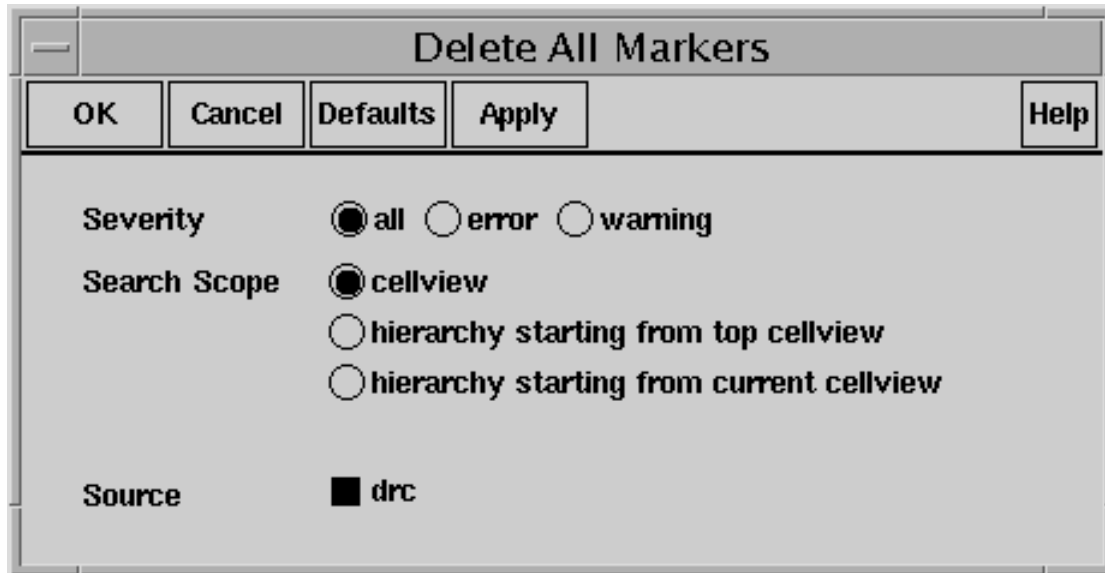 Delete All Markers
OK Cancel Defaults Apply Help
Severity all error warning
Search Scope cellview
hierarchy starting from top cellview
hierarchy starting from current cellview
Source drc